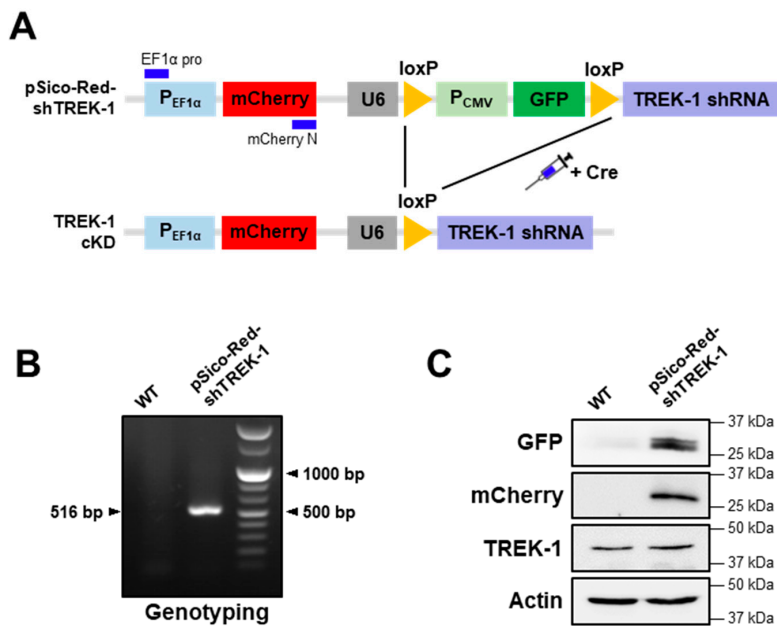 A
EF1α pro
pSico-Red-
shTREK-1
loxP
loxP
PEF1α
mCherry
U6
PCMV
GFP
TREK-1 shRNA
mCherry N
+ Cre
loxP
TREK-1
cKD
PEF1α
mCherry
U6
TREK-1 shRNA
B
WT
pSico-Red-
shTREK-1
1000 bp
516 bp
500 bp
Genotyping
C
WT
pSico-Red-
shTREK-1
GFP
37 kDa
25 kDa
mCherry
37 kDa
25 kDa
TREK-1
50 kDa
37 kDa
Actin
50 kDa
37 kDa